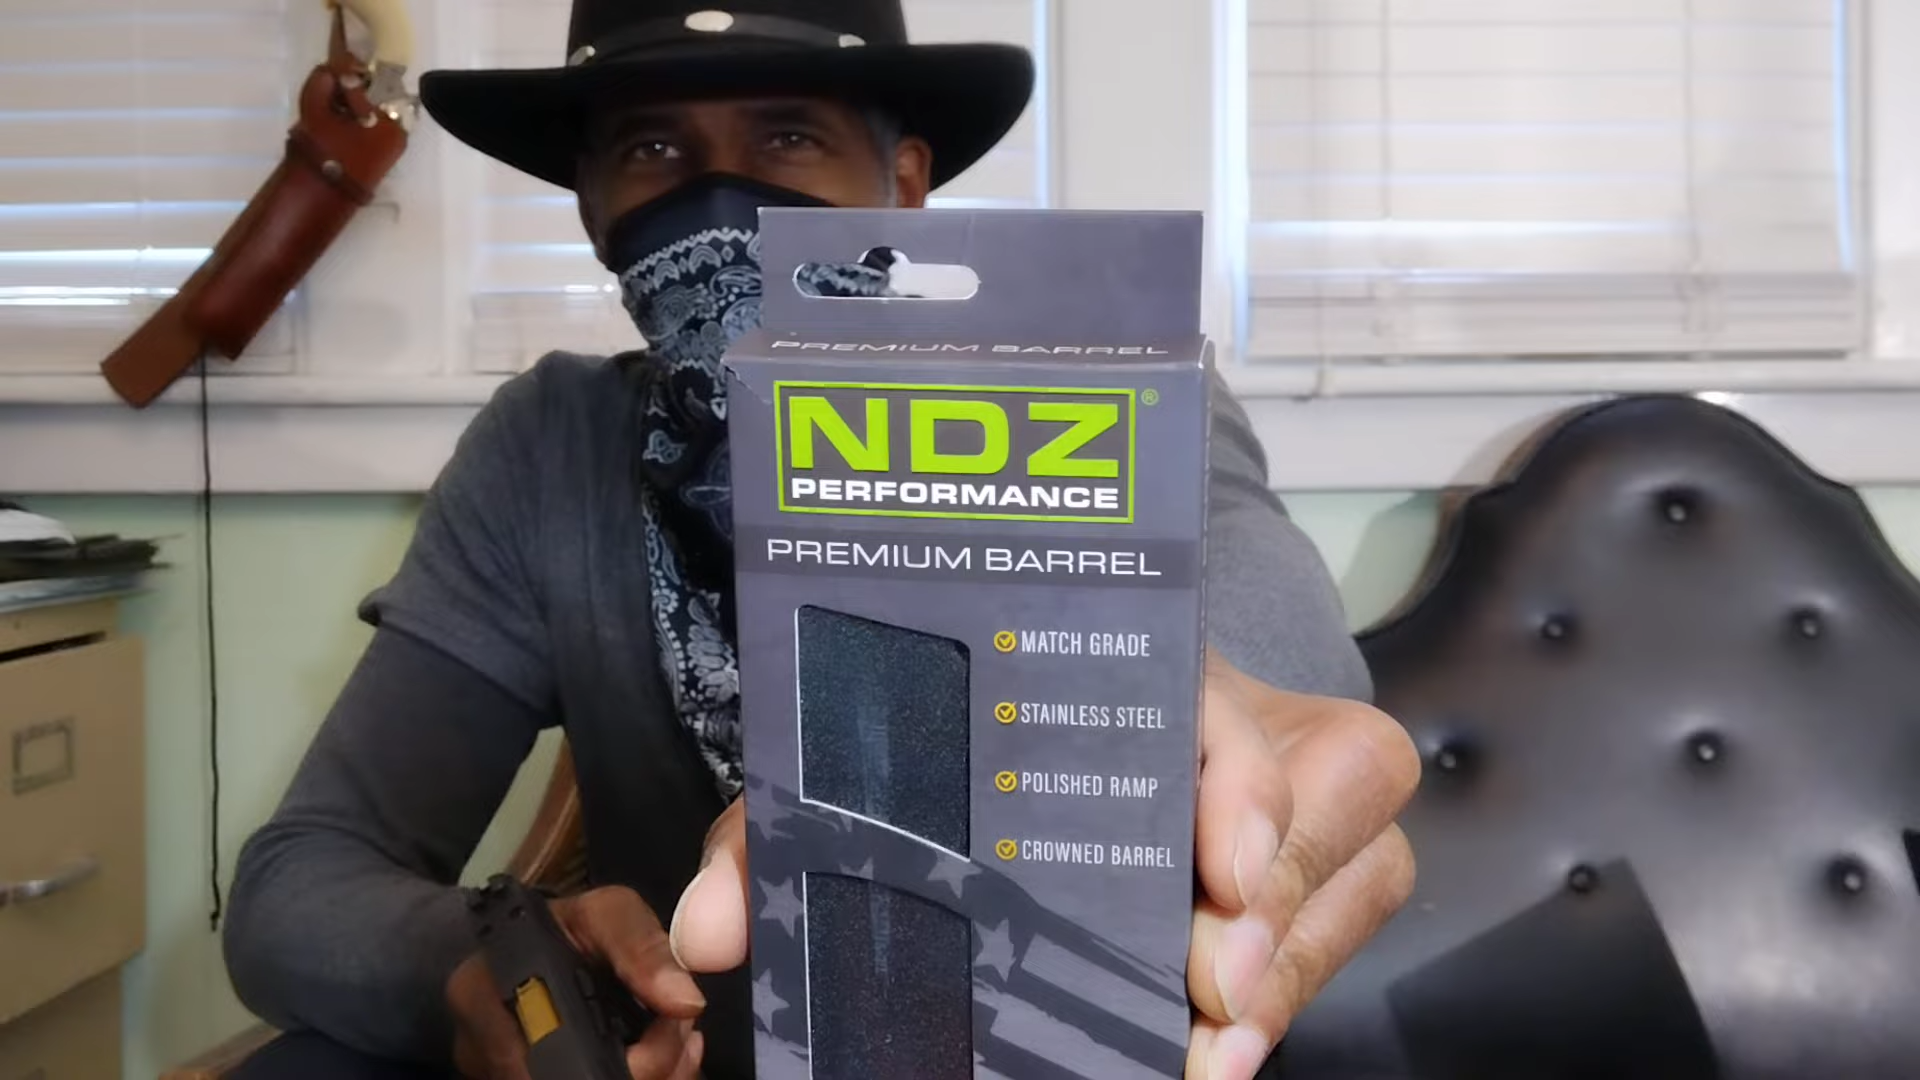 PREMIUM BARREL
NDZ®
PERFORMANCE
PREMIUM BARREL
MATCH GRADE
STAINLESS STEEL
POLISHED RAMP
CROWNED BARREL